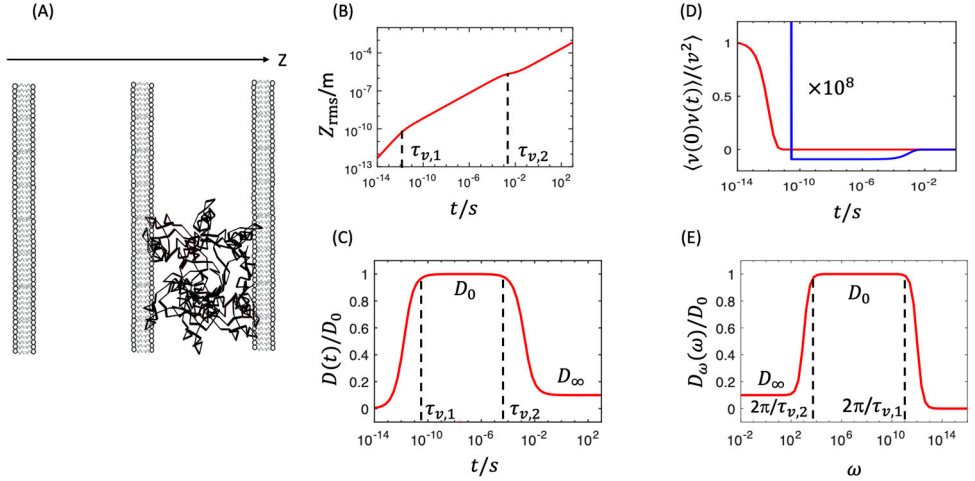 (A)
Z
(B)
Z_rms/m
10^-4
10^-10
10^-13
τ_v,1
τ_v,2
10^-14 10^-10 10^-6 10^-2 10^2
t/s
(D)
⟨v(0)v(t)⟩/⟨v^2⟩
1
0.5
0
×10^8
10^-14 10^-10 10^-6 10^-2
t/s
(C)
D(t)/D_0
1
0.8
0.6
0.4
0.2
0
D_0
D_∞
τ_v,1
τ_v,2
10^-14 10^-10 10^-6 10^-2 10^2
t/s
(E)
D_ω(ω)/D_0
1
0.8
0.6
0.4
0.2
0
D_0
D_∞
2π/τ_v,2
2π/τ_v,1
10^-2 10^2 10^6 10^10 10^14
ω